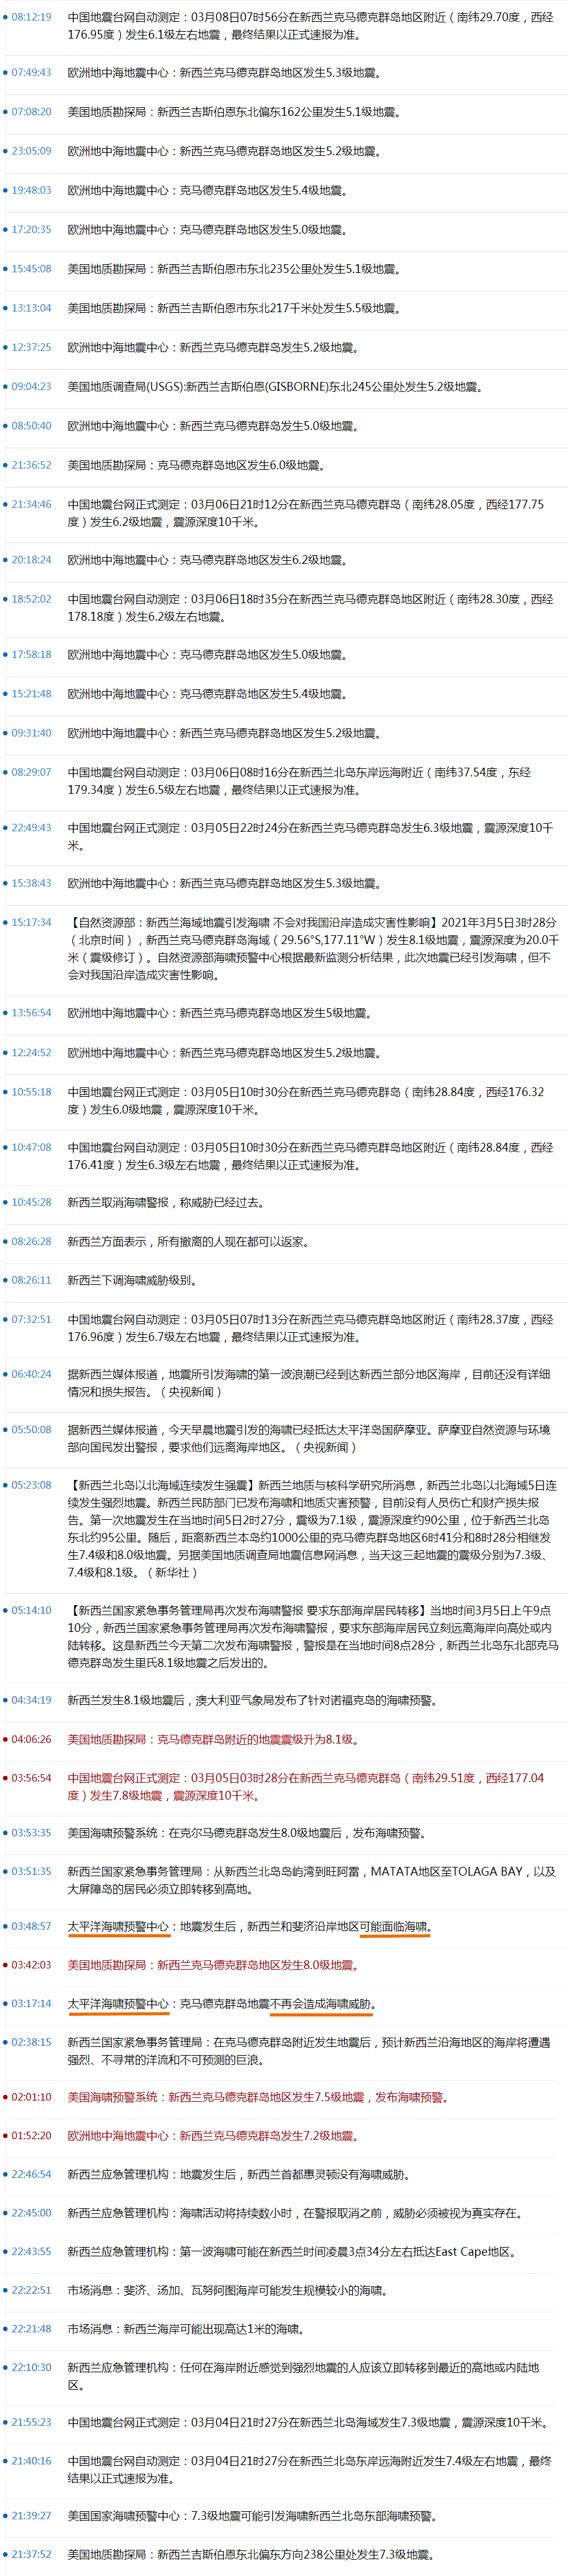 08:12:19 中国地震台网自动测定：03月08日07时56分在新西兰克马德克群岛地区附近（南纬29.70度，西经
176.95度）发生6.1级左右地震，最终结果以正式速报为准。
07:49:43 欧洲地中海地震中心：新西兰克马德克群岛地区发生5.3级地震。
07:08:20 美国地质勘探局：新西兰吉斯伯恩东北偏东162公里发生5.1级地震。
23:05:09 欧洲地中海地震中心：新西兰克马德克群岛地区发生5.2级地震。
19:48:03 欧洲地中海地震中心：克马德克群岛地区发生5.4级地震。
17:20:35 欧洲地中海地震中心：克马德克群岛地区发生5.0级地震。
15:45:08 美国地质勘探局：新西兰吉斯伯恩市东北235公里处发生5.1级地震。
13:13:04 美国地质勘探局：新西兰吉斯伯恩市东北217千米处发生5.5级地震。
12:37:25 欧洲地中海地震中心：新西兰克马德克群岛发生5.2级地震。
09:04:23 美国地质调查局(USGS):新西兰吉斯伯恩(GISBORNE)东北245公里处发生5.2级地震。
08:50:40 欧洲地中海地震中心：新西兰克马德克群岛发生5.0级地震。
21:36:52 美国地质勘探局：克马德克群岛地区发生6.0级地震。
21:34:46 中国地震台网正式测定：03月06日21时12分在新西兰克马德克群岛（南纬28.05度，西经177.75
度）发生6.2级地震，震源深度10千米。
20:18:24 欧洲地中海地震中心：克马德克群岛地区发生6.2级地震。
18:52:02 中国地震台网自动测定：03月06日18时35分在新西兰克马德克群岛地区附近（南纬28.30度，西经
178.18度）发生6.2级左右地震。
17:58:18 欧洲地中海地震中心：克马德克群岛地区发生5.0级地震。
15:21:48 欧洲地中海地震中心：克马德克群岛地区发生5.4级地震。
09:31:40 欧洲地中海地震中心：新西兰克马德克群岛地区发生5.2级地震。
08:29:07 中国地震台网自动测定：03月06日08时16分在新西兰北岛东岸远海附近（南纬37.54度，东经
179.34度）发生6.5级左右地震，最终结果以正式速报为准。
22:49:43 中国地震台网正式测定：03月05日22时24分在新西兰克马德克群岛发生6.3级地震，震源深度10千
米。
15:38:43 欧洲地中海地震中心：新西兰克马德克群岛地区发生5.3级地震。
15:17:34 【自然资源部：新西兰海域地震引发海啸 不会对我国沿岸造成灾害性影响】2021年3月5日3时28分
（北京时间），新西兰克马德克群岛海域（29.56°S,177.11°W）发生8.1级地震，震源深度为20.0千
米（震级修订）。自然资源部海啸预警中心根据最新监测分析结果，此次地震已经引发海啸，但不
会对我国沿岸造成灾害性影响。
13:56:54 欧洲地中海地震中心：新西兰克马德克群岛地区发生5级地震。
12:24:52 欧洲地中海地震中心：新西兰克马德克群岛地区发生5.2级地震。
10:55:18 中国地震台网正式测定：03月05日10时30分在新西兰克马德克群岛（南纬28.84度，西经176.32
度）发生6.0级地震，震源深度10千米。
10:47:08 中国地震台网自动测定：03月05日10时30分在新西兰克马德克群岛地区附近（南纬28.84度，西经
176.41度）发生6.3级左右地震，最终结果以正式速报为准。
10:45:28 新西兰取消海啸警报，称威胁已经过去。
08:26:28 新西兰方面表示，所有撤离的人现在都可以返家。
08:26:11 新西兰下调海啸威胁级别。
07:32:51 中国地震台网自动测定：03月05日07时13分在新西兰克马德克群岛地区附近（南纬28.37度，西经
176.96度）发生6.7级左右地震，最终结果以正式速报为准。
06:40:24 据新西兰媒体报道，地震所引发海啸的第一波浪潮已经到达新西兰部分地区海岸，目前还没有详细
情况和损失报告。（央视新闻）
05:50:08 据新西兰媒体报道，今天早晨地震引发的海啸已经抵达太平洋岛国萨摩亚。萨摩亚自然资源与环境
部向国民发出警报，要求他们远离海岸地区。（央视新闻）
05:23:08 【新西兰北岛以北海域连续发生强震】新西兰地质与核科学研究所消息，新西兰北岛以北海域5日连
续发生强烈地震。新西兰民防部门已发布海啸和地质灾害预警，目前没有人员伤亡和财产损失报
告。第一次地震发生在当地时间5日2时27分，震级为7.1级，震源深度约90公里，位于新西兰北岛
东北约95公里。随后，距离新西兰本岛约1000公里的克马德克群岛地区6时41分和8时28分相继发
生7.4级和8.0级地震。另据美国地质调查局地震信息网消息，当天这三起地震的震级分别为7.3级、
7.4级和8.1级。（新华社）
05:14:10 【新西兰国家紧急事务管理局再次发布海啸警报 要求东部海岸居民转移】当地时间3月5日上午9点
10分，新西兰国家紧急事务管理局再次发布海啸警报，要求东部海岸居民立刻远离海岸向高处或内
陆转移。这是新西兰今天第二次发布海啸警报，警报是在当地时间8点28分，新西兰北岛东北部克马
德克群岛发生里氏8.1级地震之后发出的。
04:34:19 新西兰发生8.1级地震后，澳大利亚气象局发布了针对诺福克岛的海啸预警。
04:06:26 美国地质勘探局：克马德克群岛附近的地震震级升为8.1级。
03:56:54 中国地震台网正式测定：03月05日03时28分在新西兰克马德克群岛（南纬29.51度，西经177.04
度）发生7.8级地震，震源深度10千米。
03:53:35 美国海啸预警系统：在克尔马德克群岛发生8.0级地震后，发布海啸预警。
03:51:35 新西兰国家紧急事务管理局：从新西兰北岛岛屿湾到旺阿雷，MATATA地区至TOLAGA BAY，以及
大屏障岛的居民必须立即转移到高地。
03:48:57 太平洋海啸预警中心：地震发生后，新西兰和斐济沿岸地区可能面临海啸。
03:42:03 美国地质勘探局：新西兰克马德克群岛地区发生8.0级地震。
03:17:14 太平洋海啸预警中心：克马德克群岛地震不再会造成海啸威胁。
02:38:15 新西兰国家紧急事务管理局：在克马德克群岛附近发生地震后，预计新西兰沿海地区的海岸将遭遇
强烈、不寻常的洋流和不可预测的巨浪。
02:01:10 美国海啸预警系统：新西兰克马德克群岛地区发生7.5级地震，发布海啸预警。
01:52:20 欧洲地中海地震中心：新西兰克马德克群岛发生7.2级地震。
22:46:54 新西兰应急管理机构：地震发生后，新西兰首都惠灵顿没有海啸威胁。
22:45:00 新西兰应急管理机构：海啸活动将持续数小时，在警报取消之前，威胁必须被视为真实存在。
22:43:55 新西兰应急管理机构：第一波海啸可能在新西兰时间凌晨3点34分左右抵达East Cape地区。
22:22:51 市场消息：斐济、汤加、瓦努阿图海岸可能发生规模较小的海啸。
22:21:48 市场消息：新西兰海岸可能出现高达1米的海啸。
22:10:30 新西兰应急管理机构：任何在海岸附近感觉到强烈地震的人应该立即转移到最近的高地或内陆地
区。
21:55:23 中国地震台网正式测定：03月04日21时27分在新西兰北岛海域发生7.3级地震，震源深度10千米。
21:40:16 中国地震台网自动测定：03月04日21时27分在新西兰北岛东岸远海附近发生7.4级左右地震，最终
结果以正式速报为准。
21:39:27 美国国家海啸预警中心：7.3级地震可能引发海啸新西兰北岛东部海啸预警。
21:37:52 美国地质勘探局：新西兰吉斯伯恩东北偏东方向238公里处发生7.3级地震。